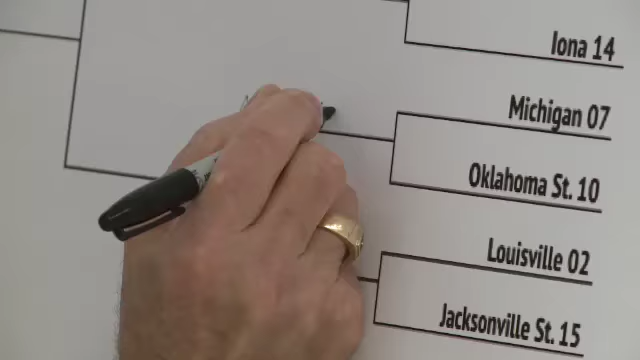 Iona 14
Michigan 07
Oklahoma St. 10
Louisville 02
Jacksonville St. 15